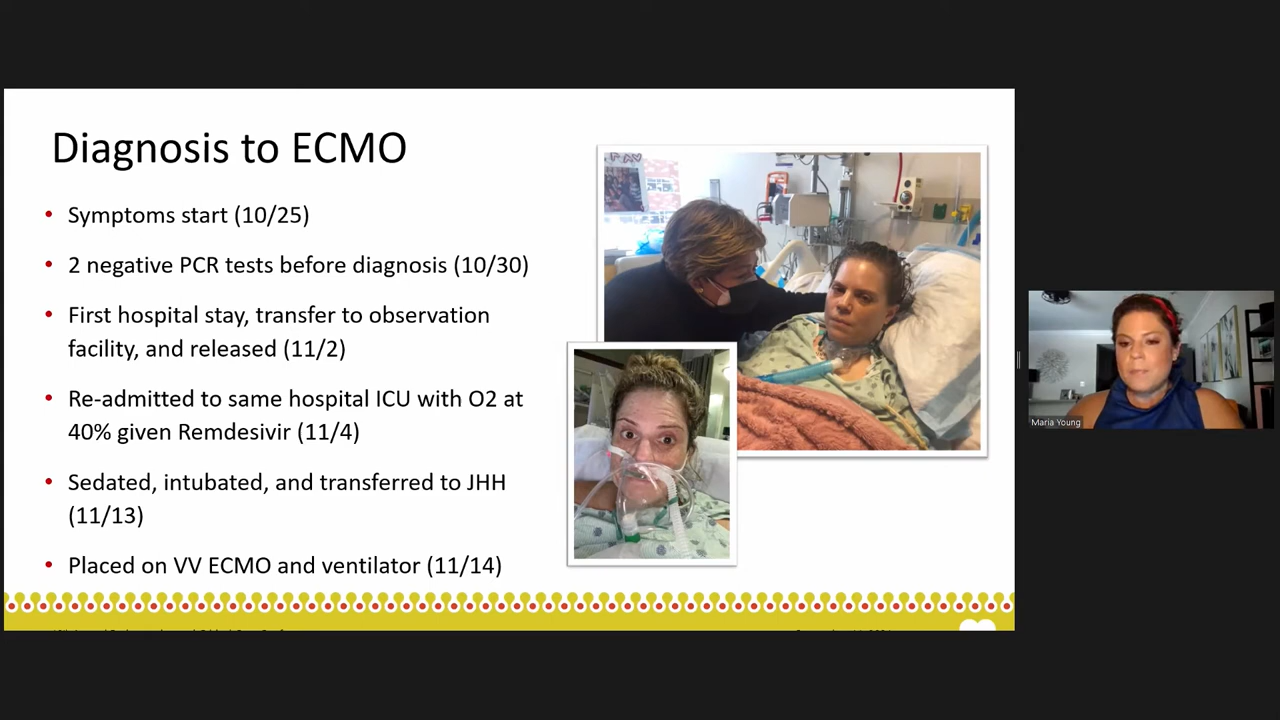 Diagnosis to ECMO
• Symptoms start (10/25)
• 2 negative PCR tests before diagnosis (10/30)
• First hospital stay, transfer to observation
facility, and released (11/2)
• Re-admitted to same hospital ICU with O2 at
40% given Remdesivir (11/4)
• Sedated, intubated, and transferred to JHH
(11/13)
• Placed on VV ECMO and ventilator (11/14)
Maria Young